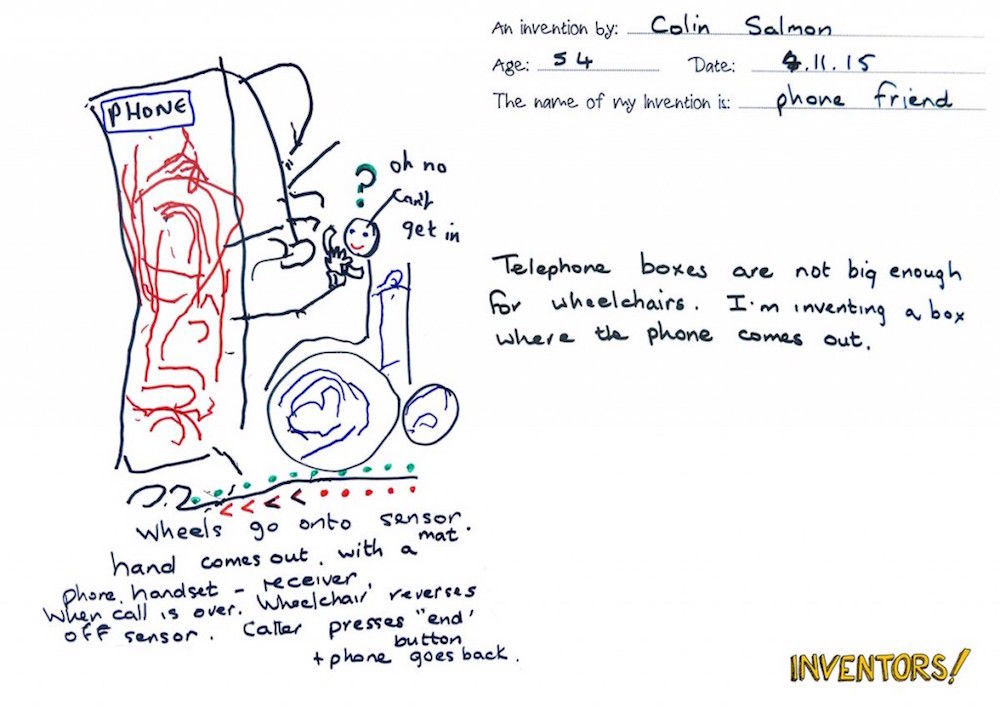 An invention by: Colin Salmon
Age: 54 Date: .11.15
The name of my Invention is: phone friend
PHONE
?
oh no
Can't
get in
Telephone boxes are not big enough
for wheelchairs. I'm inventing a box
where the phone comes out.
Wheels go onto sensor mat.
hand comes out. with a
phone handset - receiver.
When call is over. Wheelchair reverses
off sensor. Caller presses "end'
button
+ phone goes back.
INVENTORS!